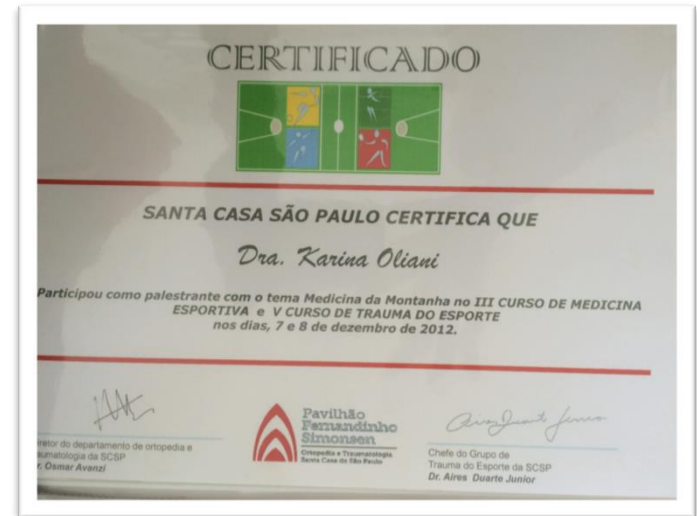 CERTIFICADO
SANTA CASA SÃO PAULO CERTIFICA QUE
Dra. Karina Oliani
Participou como palestrante com o tema Medicina da Montanha no III CURSO DE MEDICINA
ESPORTIVA e V CURSO DE TRAUMA DO ESPORTE
nos dias, 7 e 8 de dezembro de 2012.
retor do departamento de ortopedia e
aumatologia da SCSP
r. Osmar Avanzi
Pavilhão
Fernandinho
Simonsen
Ortopedia e Traumatologia
Santa Casa de São Paulo
Chefe do Grupo de
Trauma do Esporte da SCSP
Dr. Aires Duarte Junior